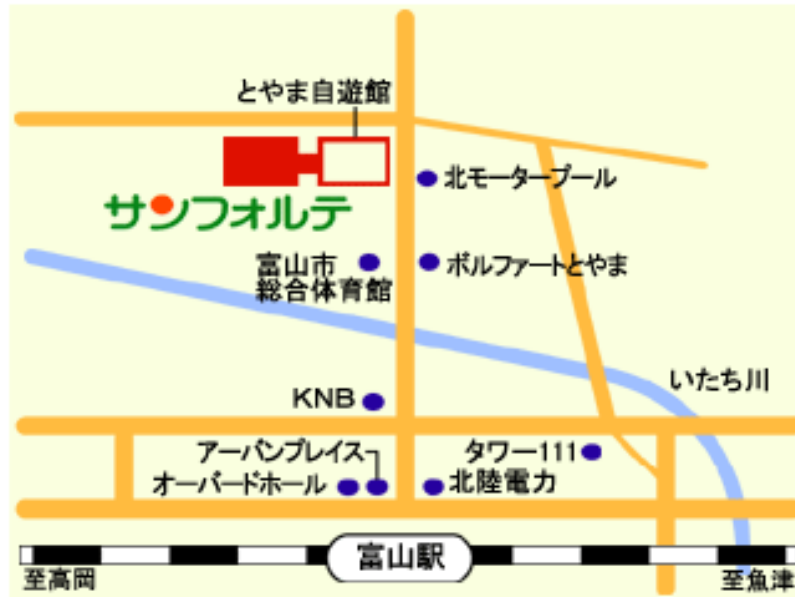 とやま自遊館
北モータープール
サンフォルテ
富山市
総合体育館
ボルファートとやま
いたち川
KNB
アーバンプレイス
タワー111
オーバードホール
北陸電力
富山駅
至高岡
至魚津